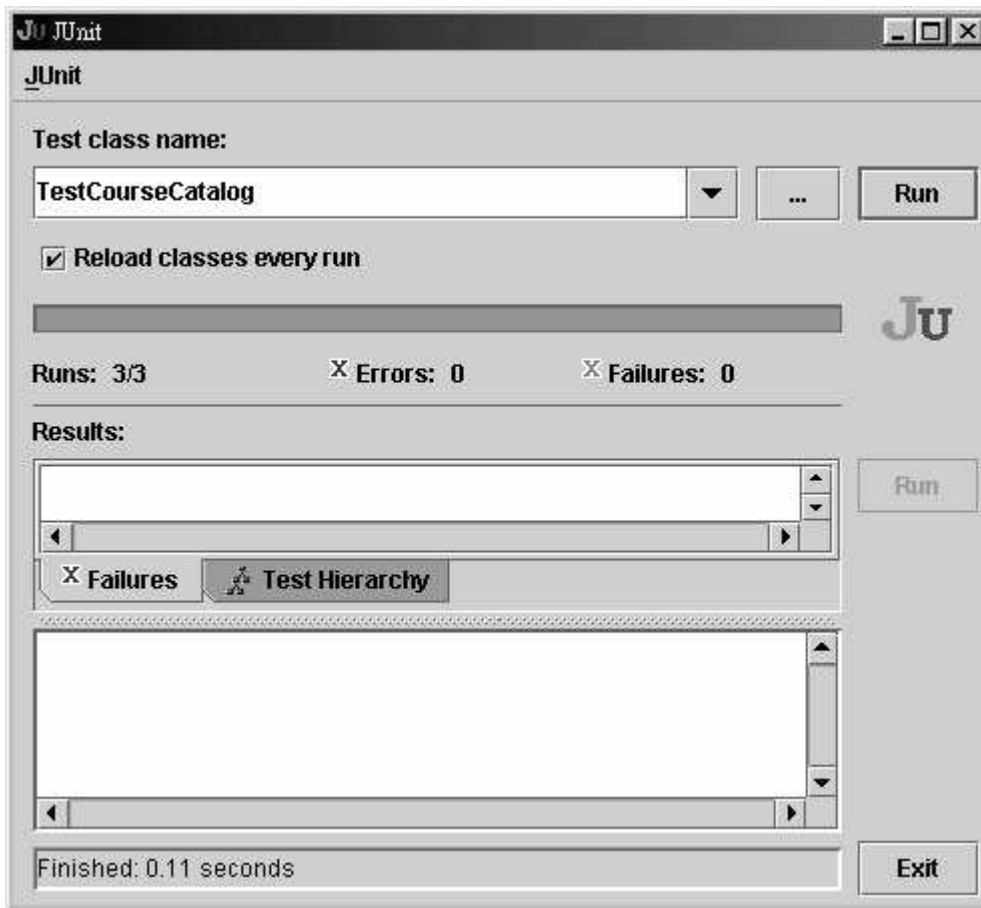 JU JUnit
JUnit
Test class name:
TestCourseCatalog
...
Run
Reload classes every run
JU
Runs: 3/3
X Errors: 0
X Failures: 0
Results:
Run
X Failures
Test Hierarchy
Finished: 0.11 seconds
Exit